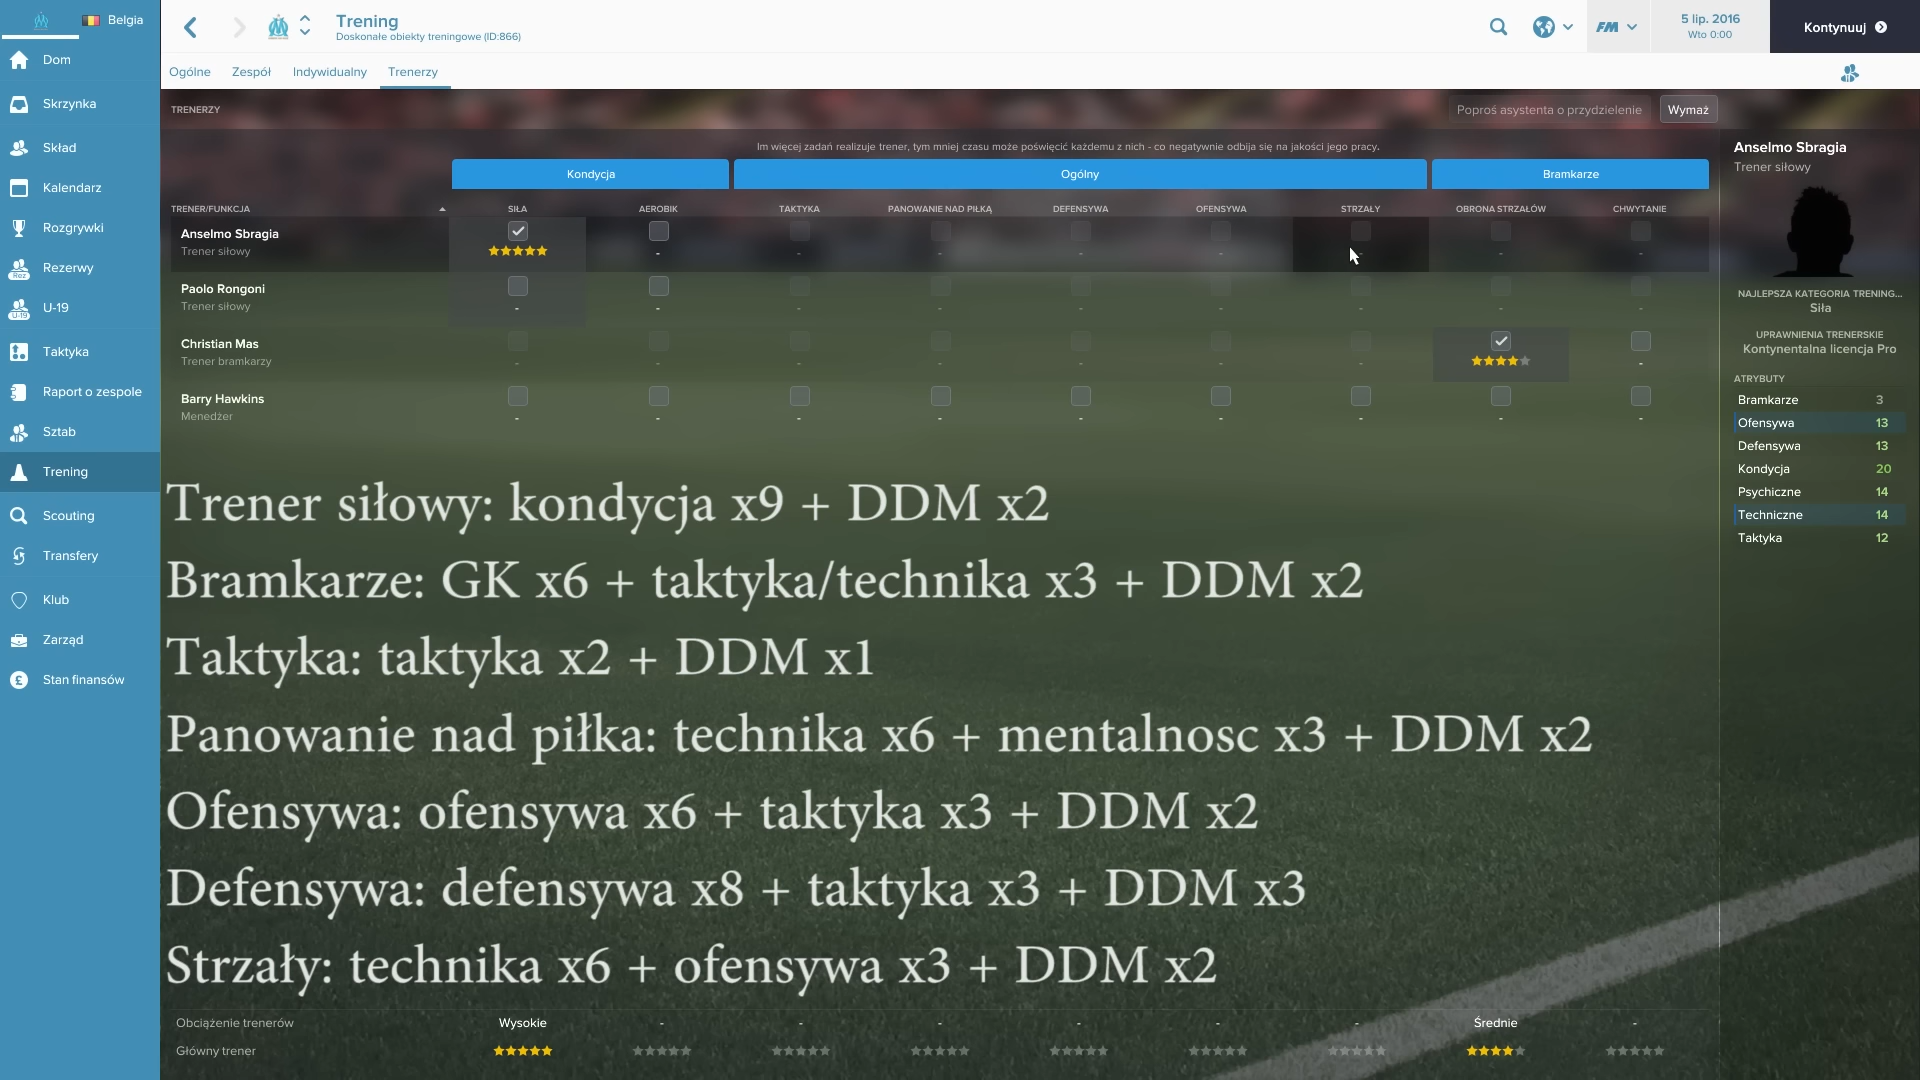 Belgia
Trening
Doskonałe obiekty treningowe (ID:866)
FM
5 lip. 2016
Wto 0:00
Kontynuuj
Dom
Skrzynka
Skład
Kalendarz
Rozgrywki
Rezerwy
U-19
Taktyka
Raport o zespole
Sztab
Trening
Scouting
Transfery
Klub
Zarząd
Stan finansów
Ogólne Zespół Indywidualny Trenerzy
TRENERZY
Poproś asystenta o przydzielenie Wymaż
Im więcej zadań realizuje trener, tym mniej czasu może poświęcić każdemu z nich - co negatywnie odbija się na jakości jego pracy.
Kondycja Ogólny Bramkarze
TRENER/FUNKCJA SIŁA AEROBIK TAKTYKA PANOWANIE NAD PIŁKĄ DEFENSYWA OFENSYWA STRZAŁY OBRONA STRZAŁÓW CHWYTANIE
Anselmo Sbragia
Trener siłowy
Paolo Rongoni
Trener siłowy
Christian Mas
Trener bramkarzy
Barry Hawkins
Menedżer
Trener siłowy: kondycja x9 + DDM x2
Bramkarze: GK x6 + taktyka/technika x3 + DDM x2
Taktyka: taktyka x2 + DDM x1
Panowanie nad piłka: technika x6 + mentalnosc x3 + DDM x2
Ofensywa: ofensywa x6 + taktyka x3 + DDM x2
Defensywa: defensywa x8 + taktyka x3 + DDM x3
Strzały: technika x6 + ofensywa x3 + DDM x2
Obciążenie trenerów Wysokie - - - - - - Średnie -
Główny trener
Anselmo Sbragia
Trener siłowy
NAJLEPSZA KATEGORIA TRENING...
Siła
UPRAWNIENIA TRENERSKIE
Kontynentalna licencja Pro
ATRYBUTY
Bramkarze 3
Ofensywa 13
Defensywa 13
Kondycja 20
Psychiczne 14
Techniczne 14
Taktyka 12